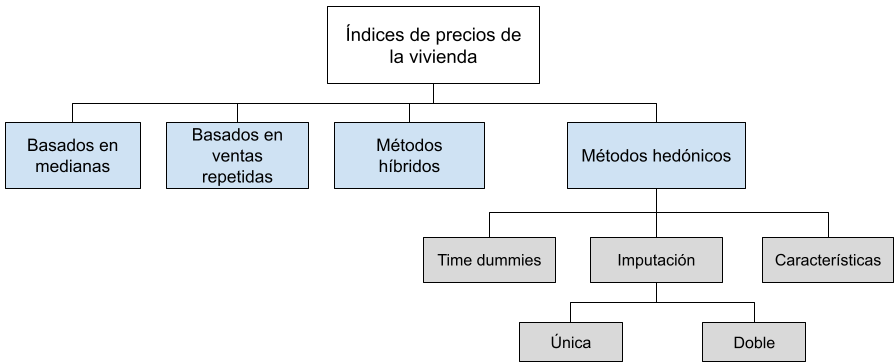 Índices de precios de
la vivienda
Basados en
medianas
Basados en
ventas
repetidas
Métodos
híbridos
Métodos hedónicos
Time dummies
Imputación
Características
Única
Doble